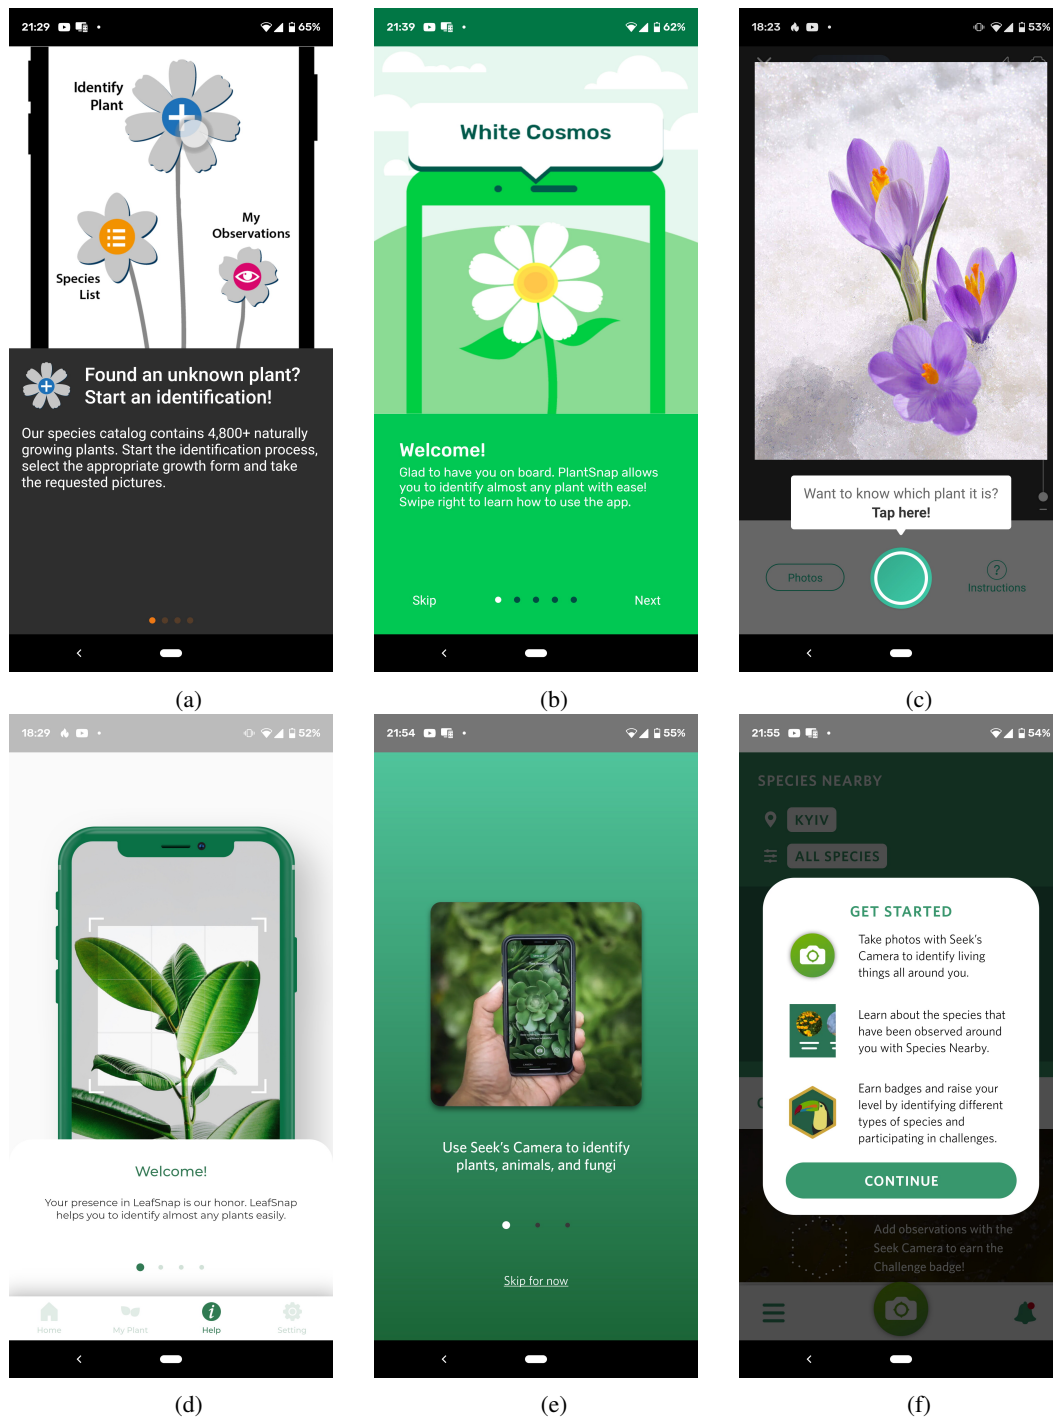 21:29
65%
Identify
Plant
My
Observations
Species
List
Found an unknown plant?
Start an identification!
Our species catalog contains 4,800+ naturally
growing plants. Start the identification process,
select the appropriate growth form and take
the requested pictures.
(a)
21:39
62%
White Cosmos
Welcome!
Glad to have you on board. PlantSnap allows
you to identify almost any plant with ease!
Swipe right to learn how to use the app.
Skip
Next
(b)
18:23
53%
Want to know which plant it is?
Tap here!
Photos
?
Instructions
(c)
18:29
52%
Welcome!
Your presence in LeafSnap is our honor. LeafSnap
helps you to identify almost any plants easily.
Home
My Plant
Help
Setting
(d)
21:54
55%
Use Seek's Camera to identify
plants, animals, and fungi
Skip for now
(e)
21:55
54%
SPECIES NEARBY
KYIV
ALL SPECIES
GET STARTED
Take photos with Seek's
Camera to identify living
things all around you.
Learn about the species that
have been observed around
you with Species Nearby.
Earn badges and raise your
level by identifying different
types of species and
participating in challenges.
CONTINUE
Add observations with the
Seek Camera to earn the
Challenge badge!
(f)